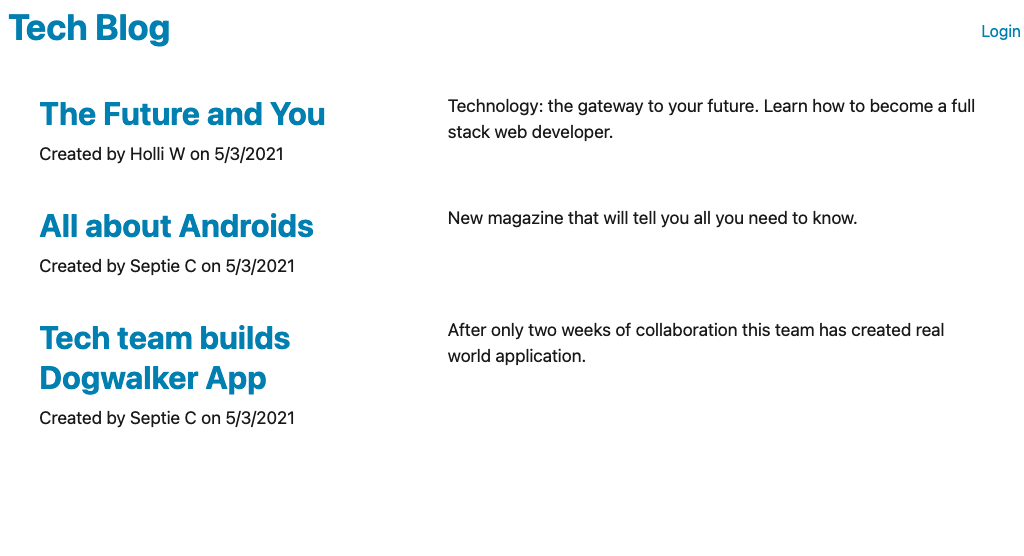 Tech Blog
Login
The Future and You
Created by Holli W on 5/3/2021
Technology: the gateway to your future. Learn how to become a full
stack web developer.
All about Androids
Created by Septie C on 5/3/2021
New magazine that will tell you all you need to know.
Tech team builds
Dogwalker App
Created by Septie C on 5/3/2021
After only two weeks of collaboration this team has created real
world application.